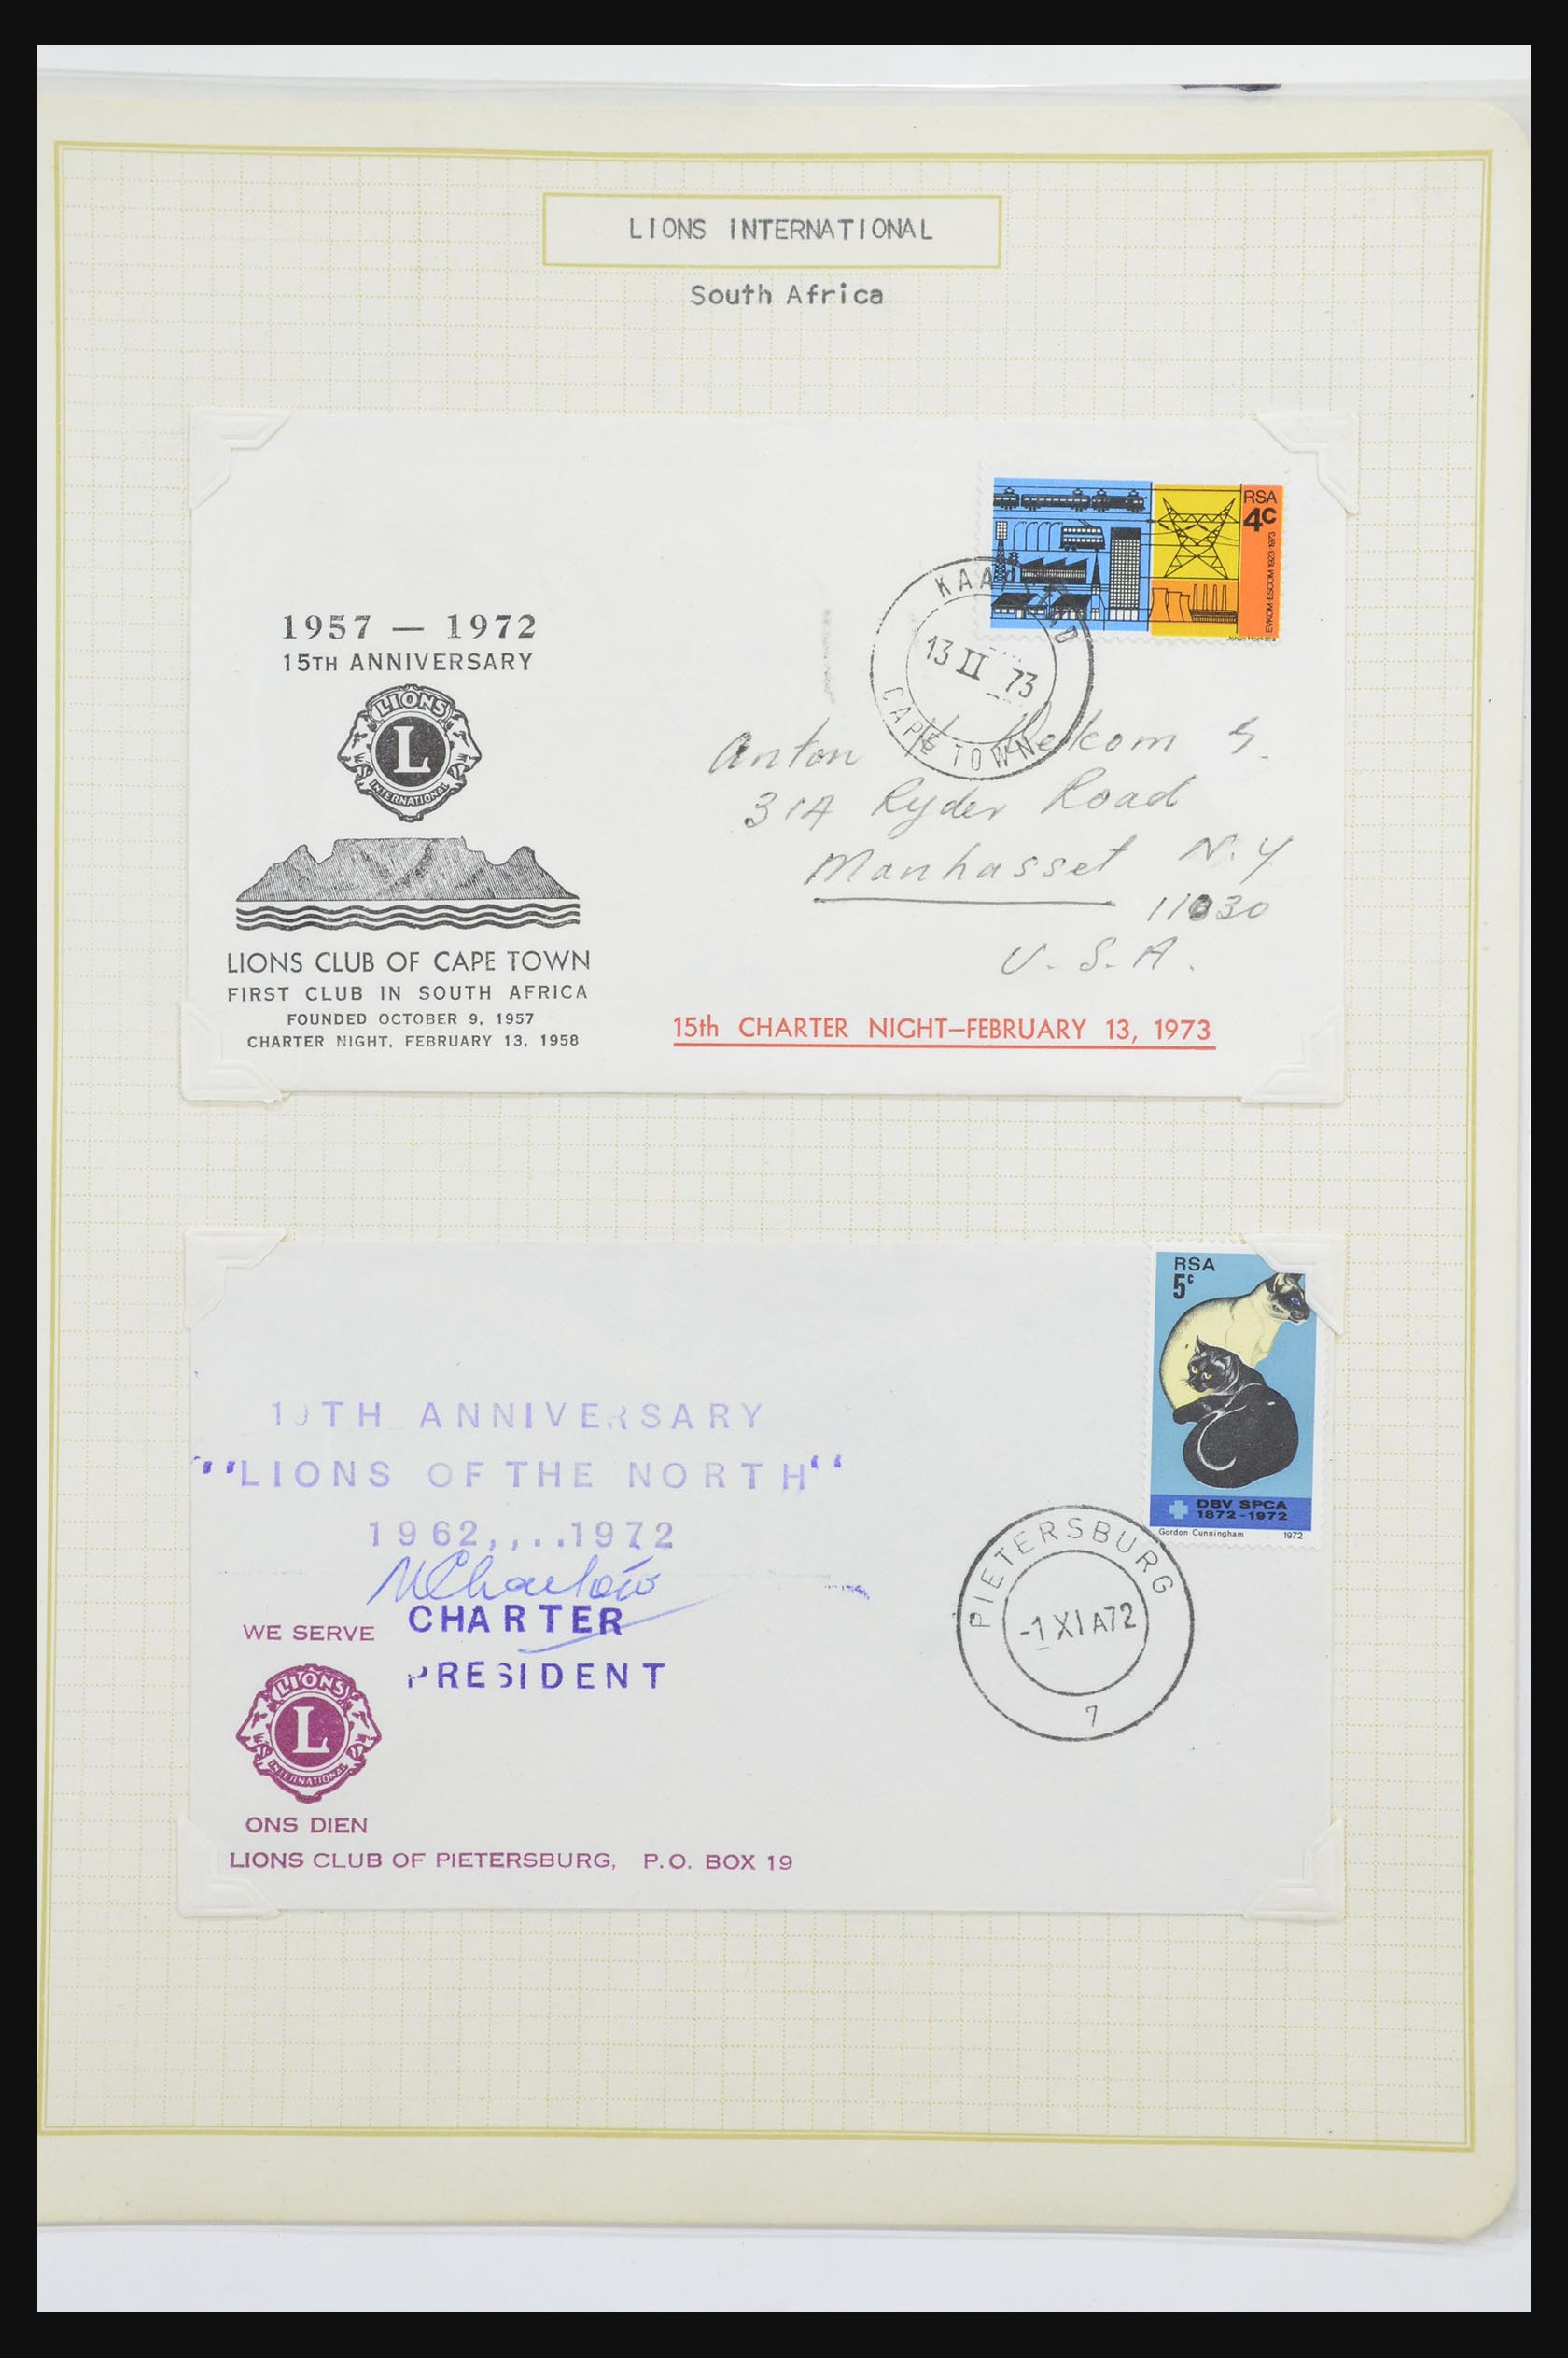 LIONS INTERNATIONAL
South Africa
RSA
4c
EVKOM ESCOM 1923-1973
KAAPSTAD
13 II 73
CAPE TOWN
1957 — 1972
15TH ANNIVERSARY
LIONS
L
INTERNATIONAL
LIONS CLUB OF CAPE TOWN
FIRST CLUB IN SOUTH AFRICA
FOUNDED OCTOBER 9, 1957
CHARTER NIGHT, FEBRUARY 13, 1958
Anton
31A Ryder Road
Manhasset N.Y
11030
U.S.A.
15th CHARTER NIGHT—FEBRUARY 13, 1973
RSA
5c
DBV SPCA
1872-1972
Gordon Cunningham 1972
10TH ANNIVERSARY
"LIONS OF THE NORTH"
1962,,..1972
CHARTER
PRESIDENT
WE SERVE
LIONS
L
INTERNATIONAL
ONS DIEN
LIONS CLUB OF PIETERSBURG, P.O. BOX 19
PIETERSBURG
-1 XI A72
7